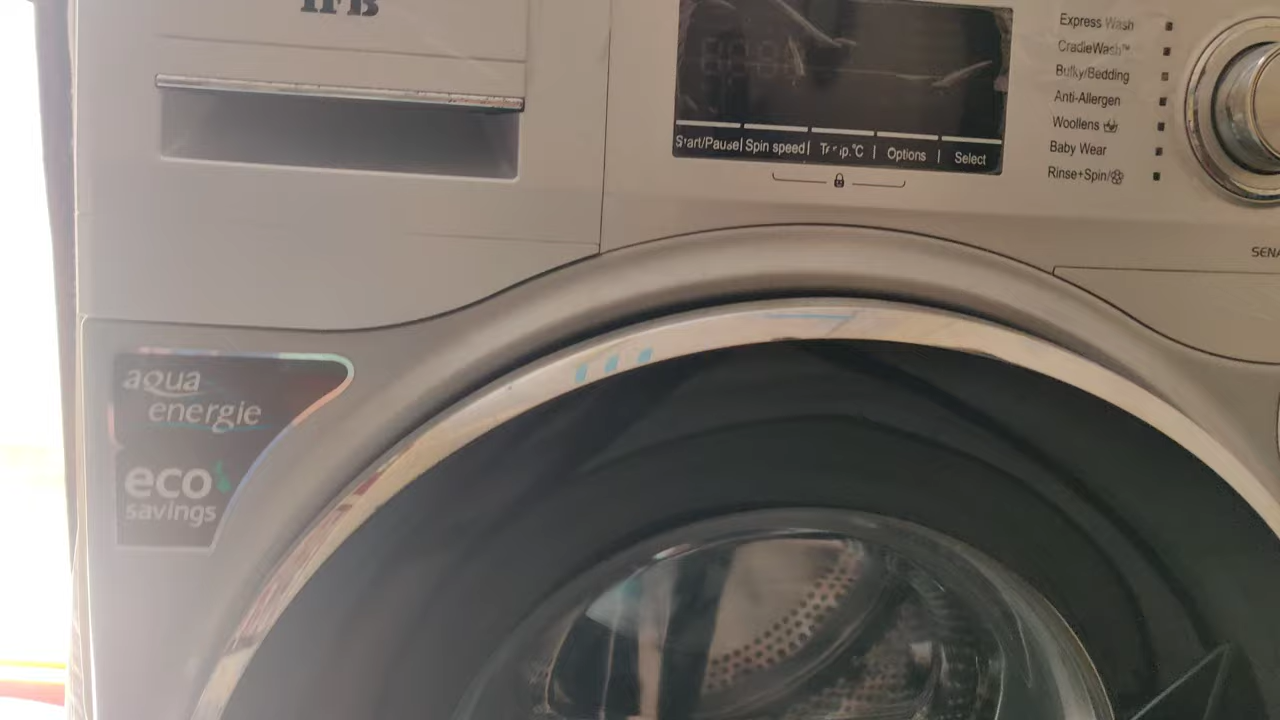 IFB
Express Wash
CradleWash™
Bulky/Bedding
Anti-Allergen
Woollens
Baby Wear
Rinse+Spin/
Start/Pause| Spin speed| Temp.°C | Options | Select
aqua
energie
eco
savings